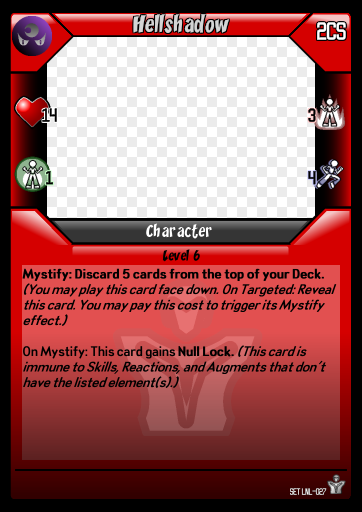 Hellshadow
2CS
14
3
1
4
Character
Level 6
Mystify: Discard 5 cards from the top of your Deck.
(You may play this card face down. On Targeted: Reveal
this card. You may pay this cost to trigger its Mystify
effect.)
On Mystify: This card gains Null Lock. (This card is
immune to Skills, Reactions, and Augments that don't
have the listed element(s).)
SET LNL-027